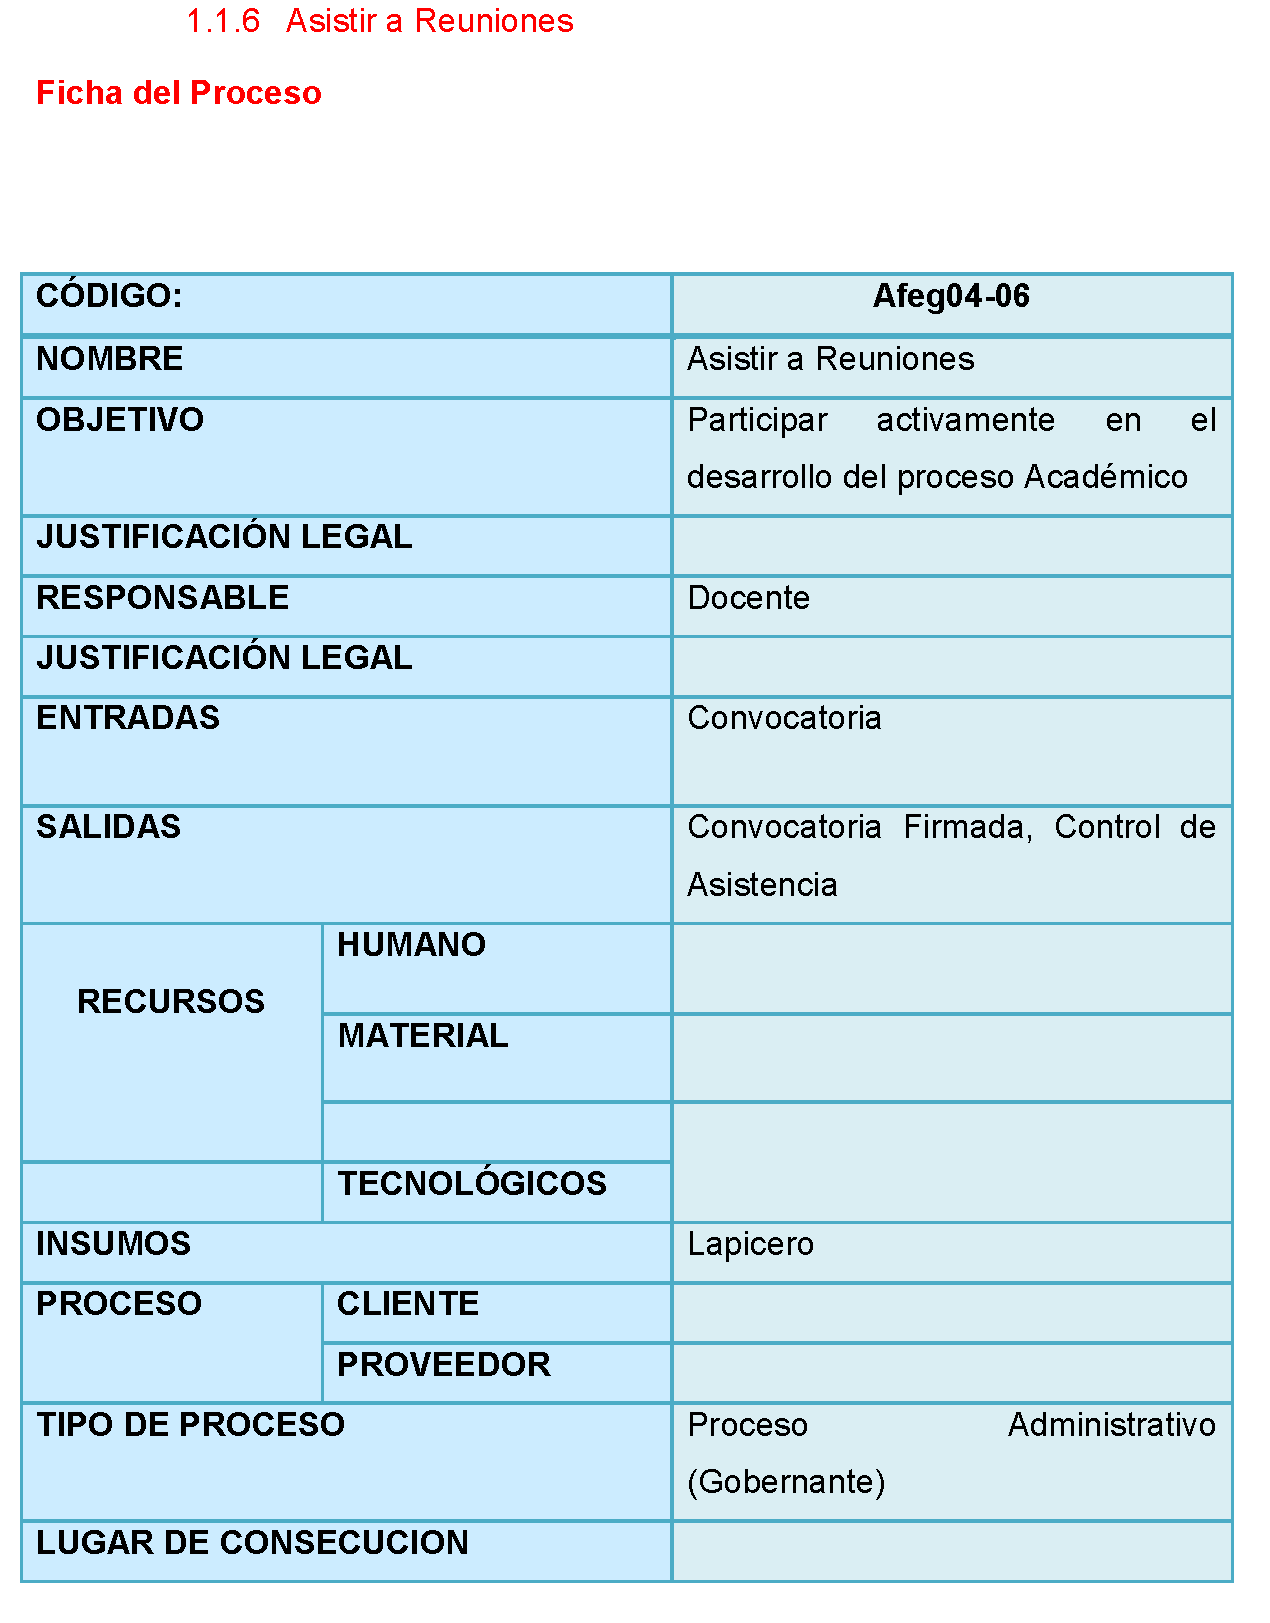 1.1.6 Asistir a Reuniones
Ficha del Proceso
CÓDIGO: Afeg04-06
NOMBRE Asistir a Reuniones
OBJETIVO Participar activamente en el
desarrollo del proceso Académico
JUSTIFICACIÓN LEGAL
RESPONSABLE Docente
JUSTIFICACIÓN LEGAL
ENTRADAS Convocatoria
SALIDAS Convocatoria Firmada, Control de
Asistencia
HUMANO
RECURSOS
MATERIAL
TECNOLÓGICOS
INSUMOS Lapicero
PROCESO CLIENTE
PROVEEDOR
TIPO DE PROCESO Proceso Administrativo
(Gobernante)
LUGAR DE CONSECUCION